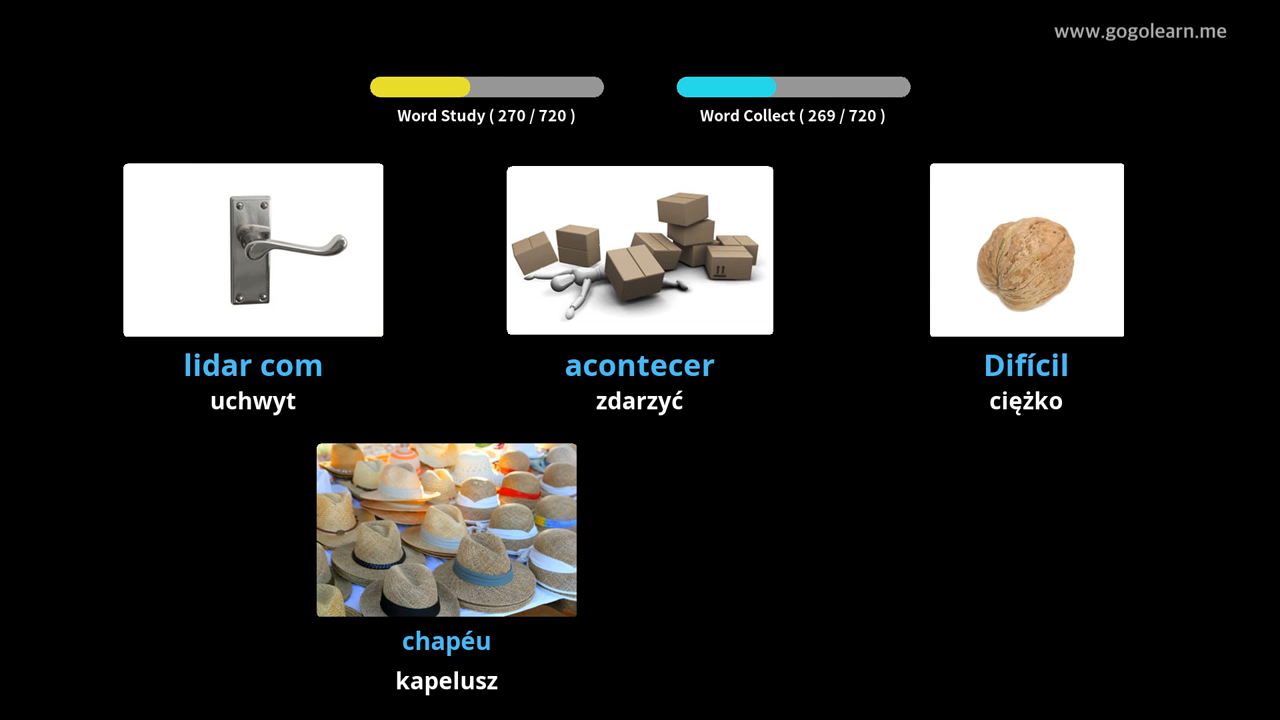 www.gogolearn.me
Word Study ( 270 / 720 )
Word Collect ( 269 / 720 )
lidar com
uchwyt
acontecer
zdarzyć
Difícil
ciężko
chapéu
kapelusz